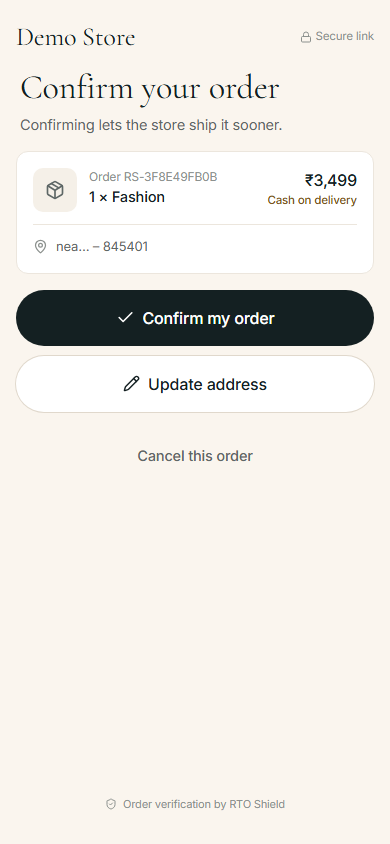 Demo Store
Secure link
Confirm your order
Confirming lets the store ship it sooner.
Order RS-3F8E49FB0B
₹3,499
1 × Fashion
Cash on delivery
nea... – 845401
Confirm my order
Update address
Cancel this order
Order verification by RTO Shield